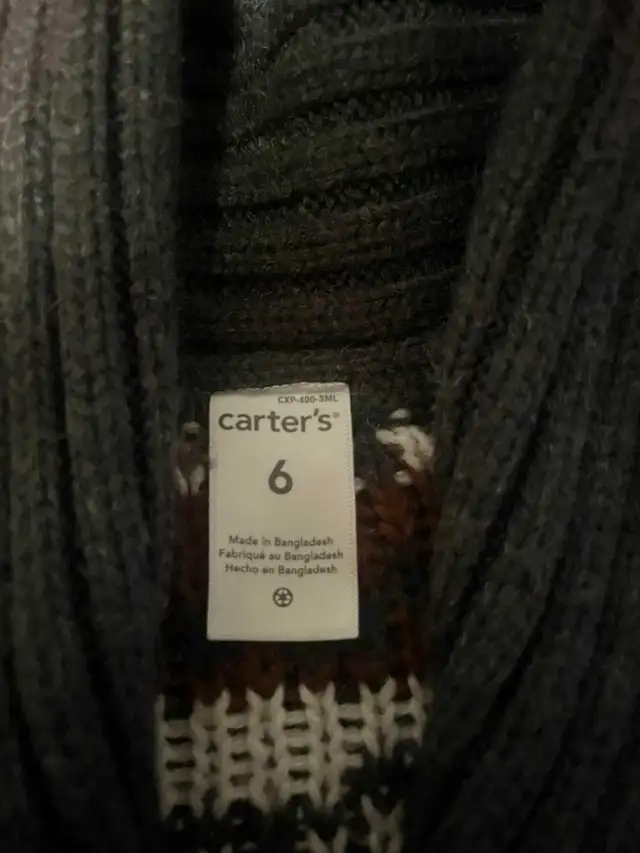 CXP-400-3ML
carter's®
6
Made in Bangladesh
Fabriqué au Bangladesh
Hecho en Bangladesh